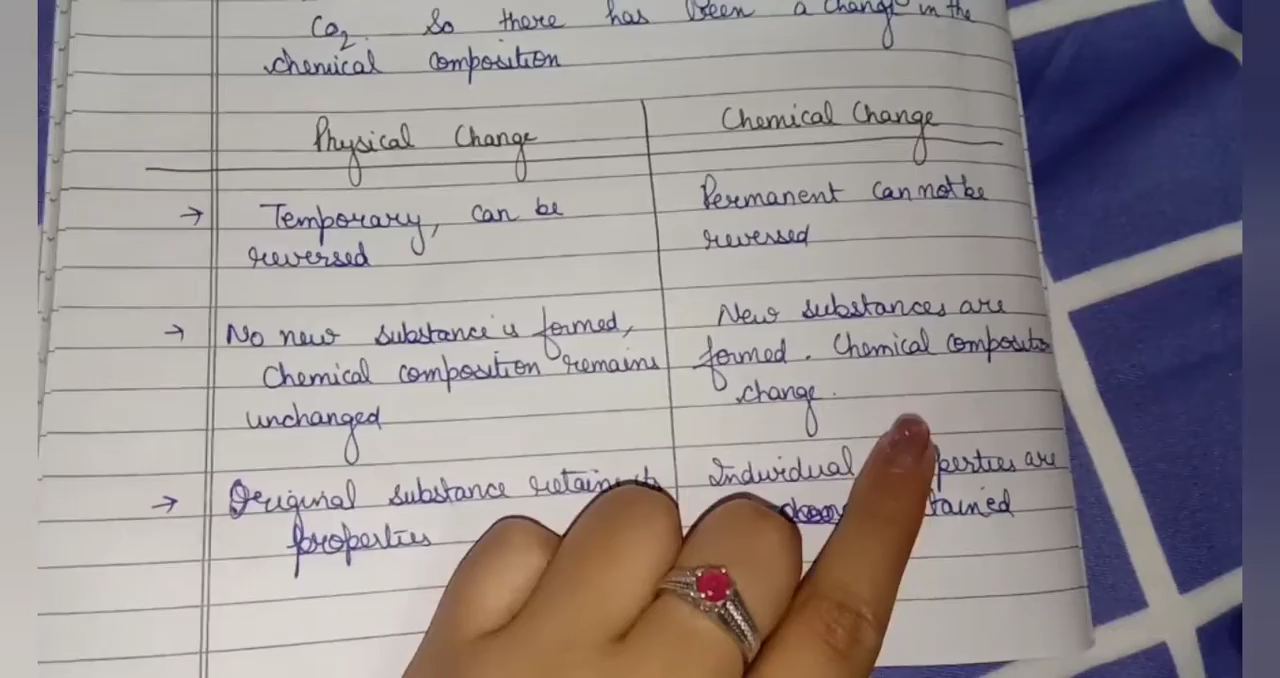 CO2. So there has been a change in the
chemical composition
Physical Change
Chemical Change
→ Temporary, can be
reversed
Permanent cannot be
reversed
→ No new substance is formed,
Chemical composition remains
unchanged
New substances are
formed. Chemical
change.
→ Original substance retain
properties
Individual
are